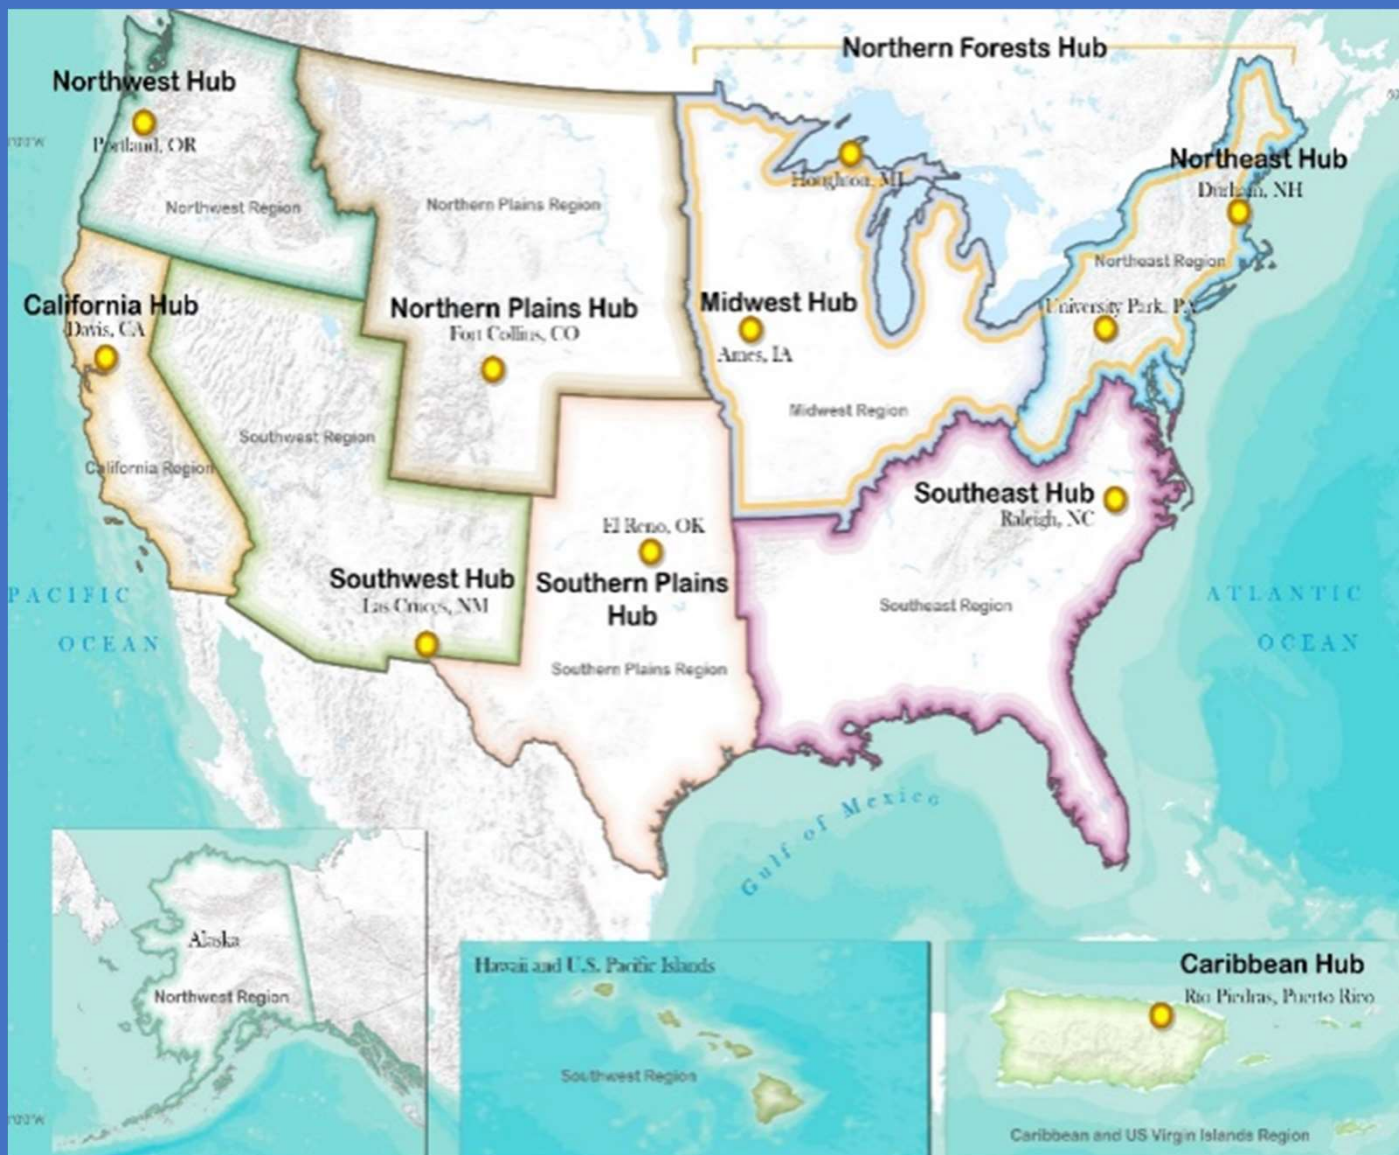 Northern Forests Hub
Northwest Hub
Portland, OR
Northwest Region
Northern Plains Region
Houghton, MI
Northeast Hub
Durham, NH
Northeast Region
California Hub
Davis, CA
Northern Plains Hub
Fort Collins, CO
Midwest Hub
Ames, IA
University Park, PA
Midwest Region
Southwest Region
California Region
Southeast Hub
Raleigh, NC
El Reno, OK
Southwest Hub
Las Cruces, NM
Southern Plains
Hub
Southeast Region
Southern Plains Region
PACIFIC
OCEAN
ATLANTIC
OCEAN
Gulf of Mexico
Alaska
Northwest Region
Hawaii and U.S. Pacific Islands
Southwest Region
Caribbean Hub
Rio Piedras, Puerto Rico
Caribbean and US Virgin Islands Region